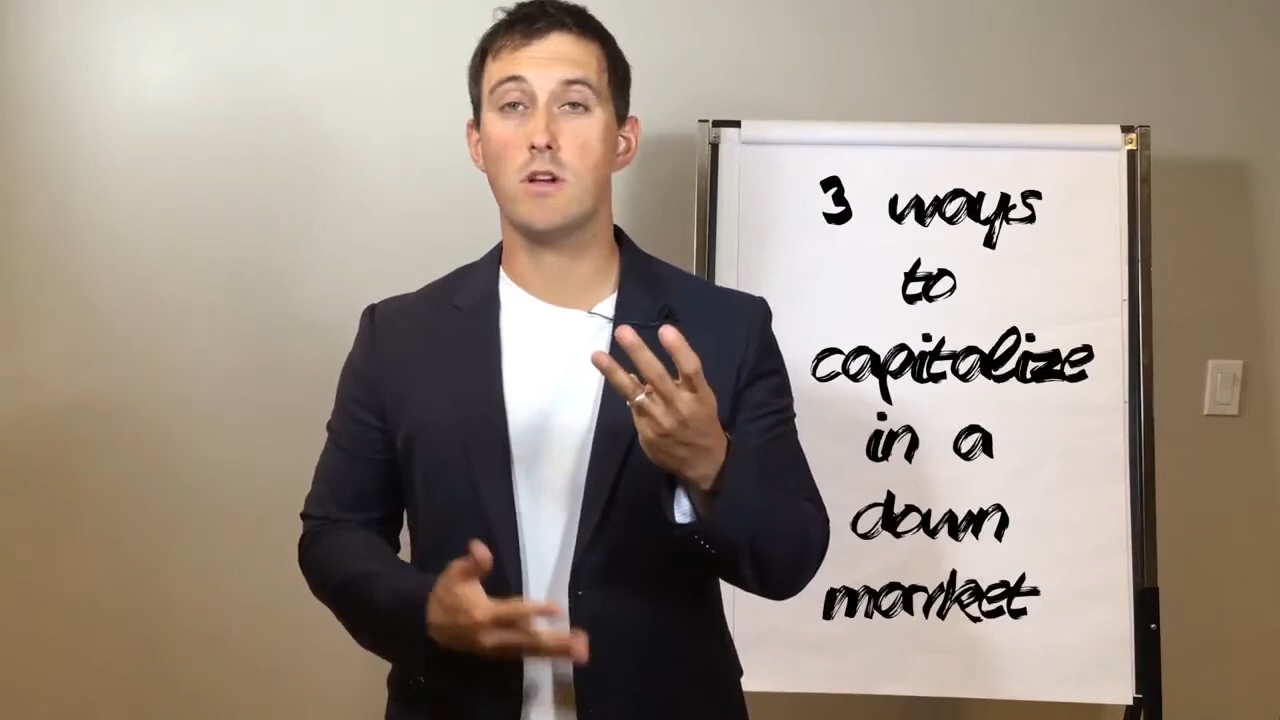 3 ways
to
capitalize
in a
down
market